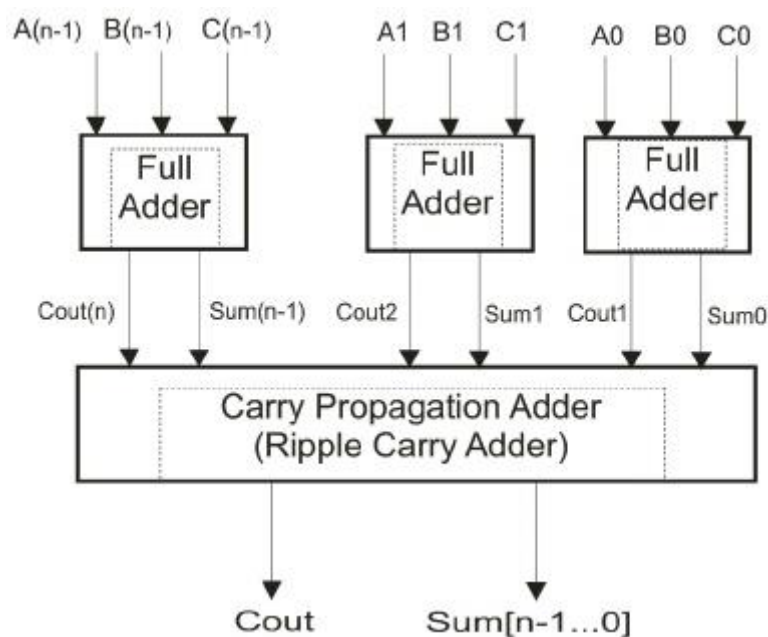 A(n-1) B(n-1) C(n-1) A1 B1 C1 A0 B0 C0
Full Adder
Full Adder
Full Adder
Cout(n) Sum(n-1) Cout2 Sum1 Cout1 Sum0
Carry Propagation Adder
(Ripple Carry Adder)
Cout Sum[n-1...0]